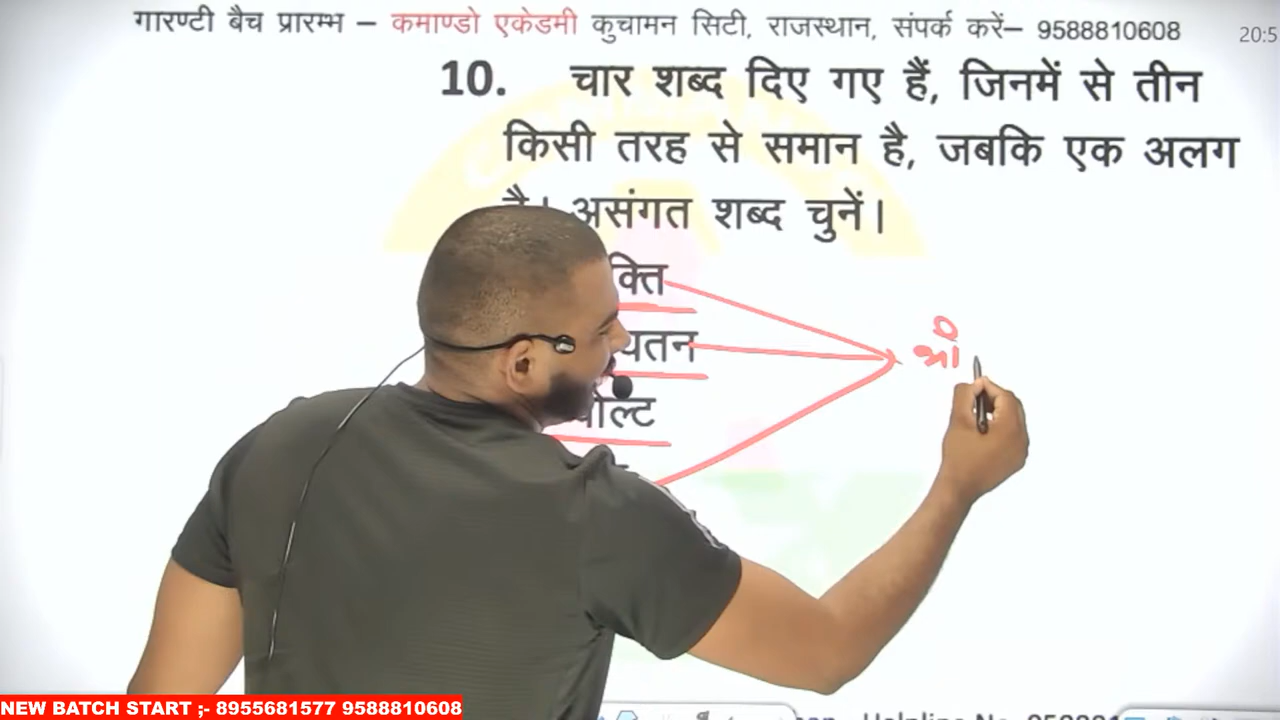 गारण्टी बैच प्रारम्भ – कमाण्डो एकेडमी कुचामन सिटी, राजस्थान, संपर्क करें– 9588810608
20:5
10. चार शब्द दिए गए हैं, जिनमें से तीन
किसी तरह से समान है, जबकि एक अलग
है। असंगत शब्द चुनें।
क्ति
यतन
वोल्ट
NEW BATCH START ;- 8955681577 9588810608